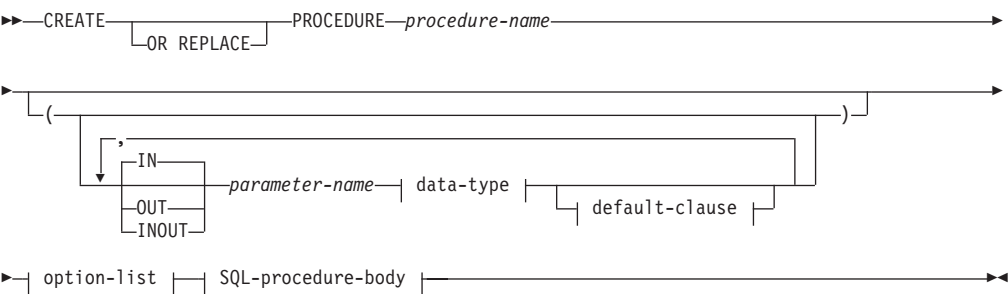 CREATE PROCEDURE procedure-name
OR REPLACE
( )
,
IN
parameter-name data-type
OUT default-clause
INOUT
option-list SQL-procedure-body